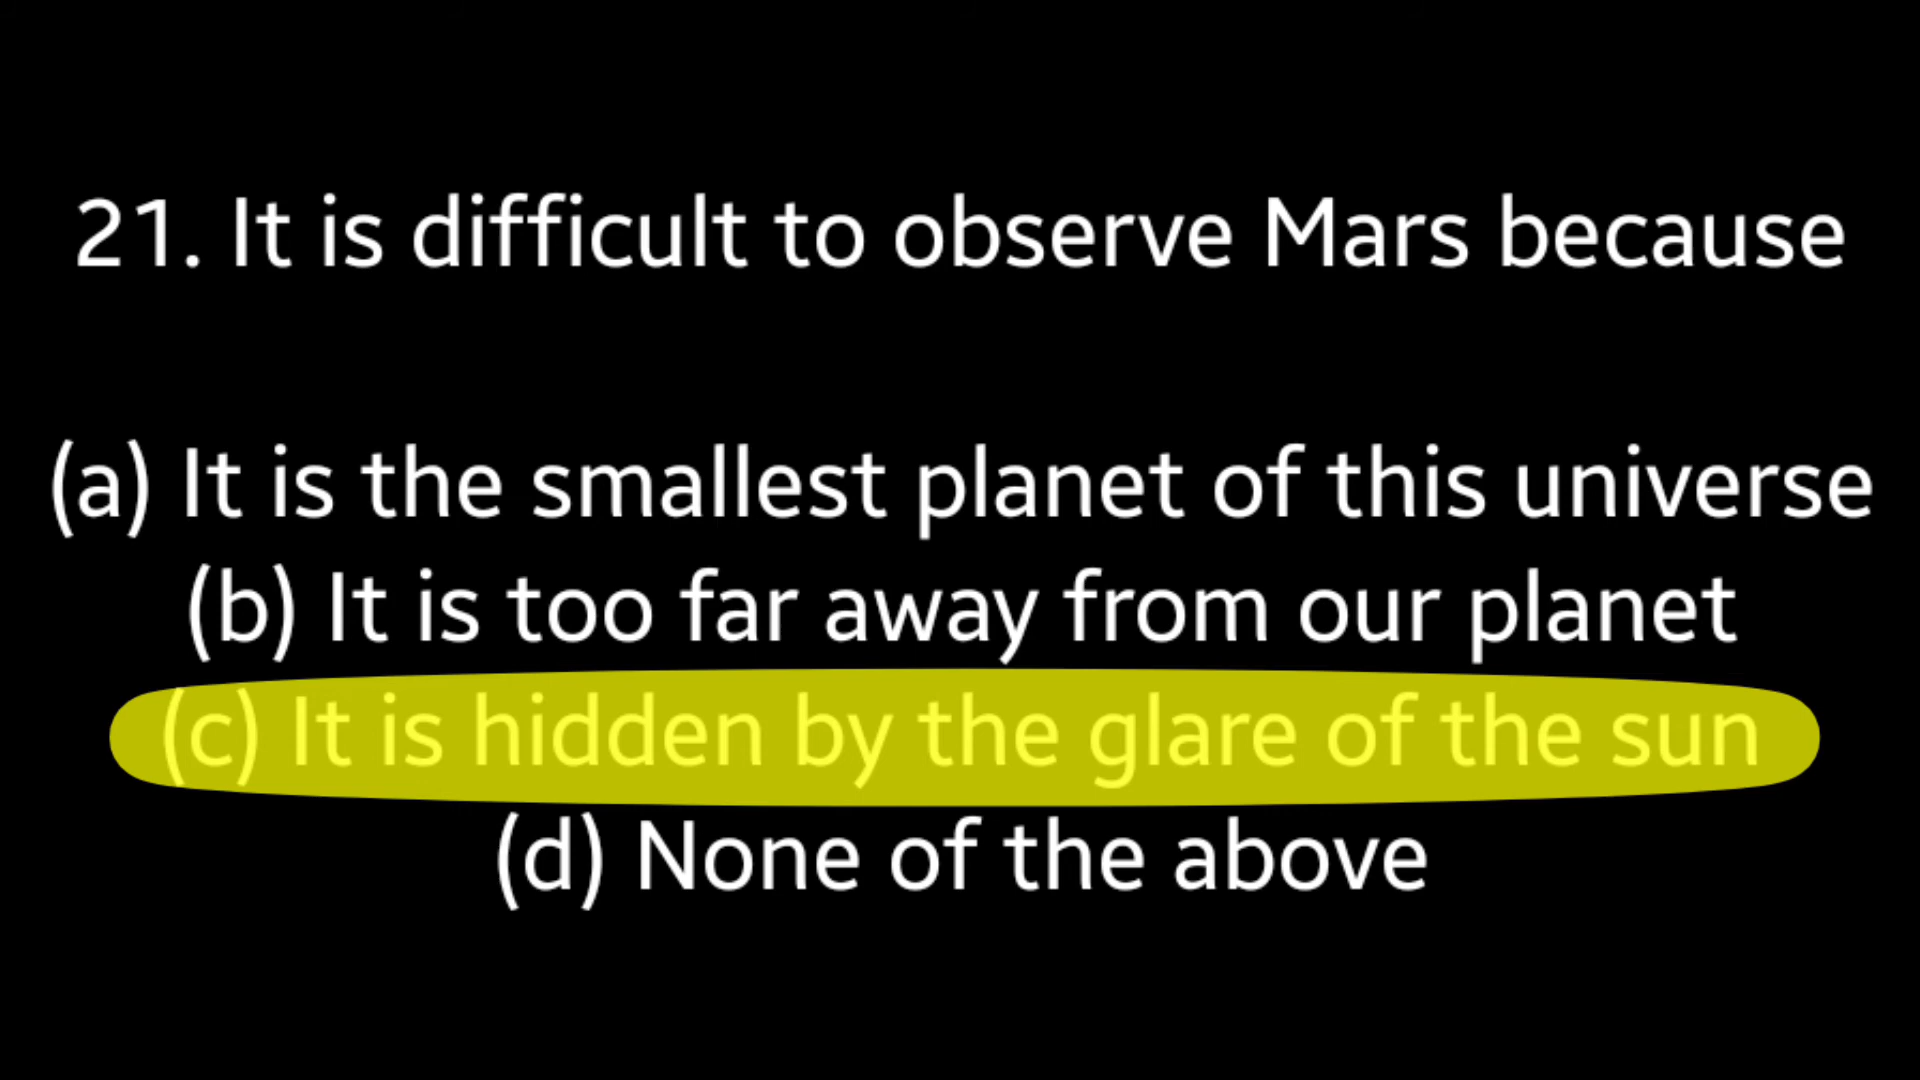 21. It is difficult to observe Mars because
(a) It is the smallest planet of this universe
(b) It is too far away from our planet
(c) It is hidden by the glare of the sun
(d) None of the above